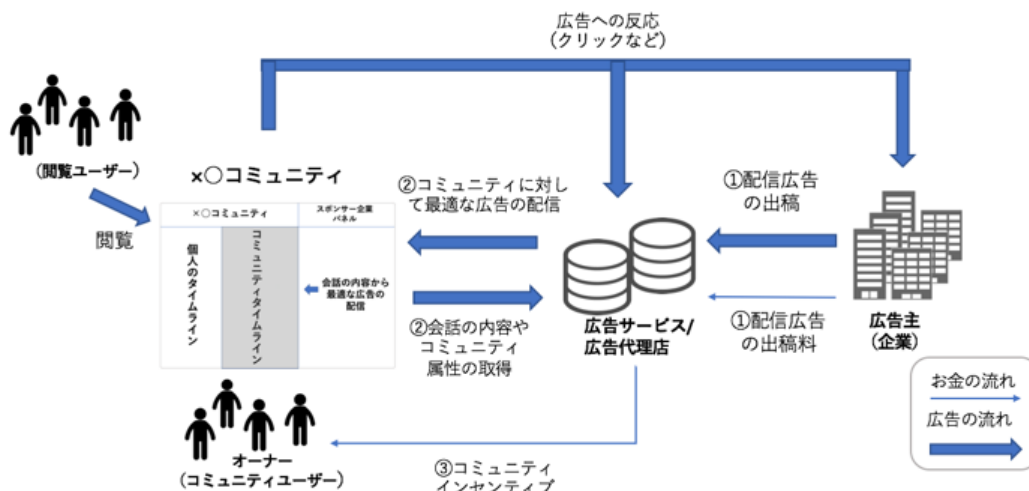 広告への反応
(クリックなど)
(閲覧ユーザー)
閲覧
×○コミュニティ
×○コミュニティ
スポンサー企業
パネル
個人のタイムライン
コミュニティタイムライン
会話の内容から
最適な広告の
配信
②コミュニティに対し
て最適な広告の配信
②会話の内容や
コミュニティ
属性の取得
①配信広告
の出稿
①配信広告
の出稿料
広告サービス/
広告代理店
広告主
(企業)
オーナー
(コミュニティユーザー)
③コミュニティ
インセンティブ
お金の流れ
広告の流れ